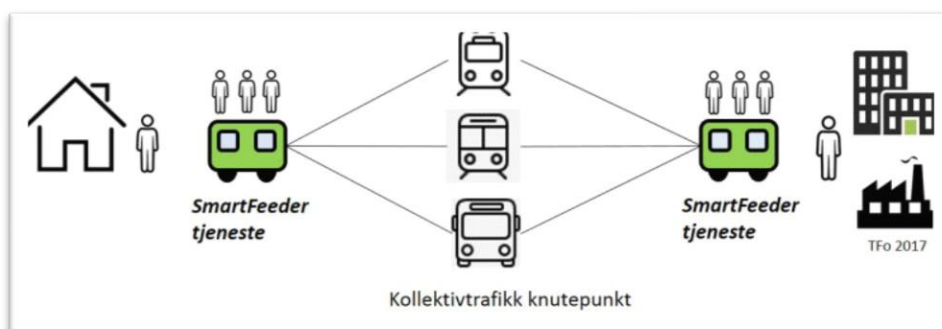 SmartFeeder
tjeneste
SmartFeeder
tjeneste
TFo 2017
Kollektivtrafikk knutepunkt